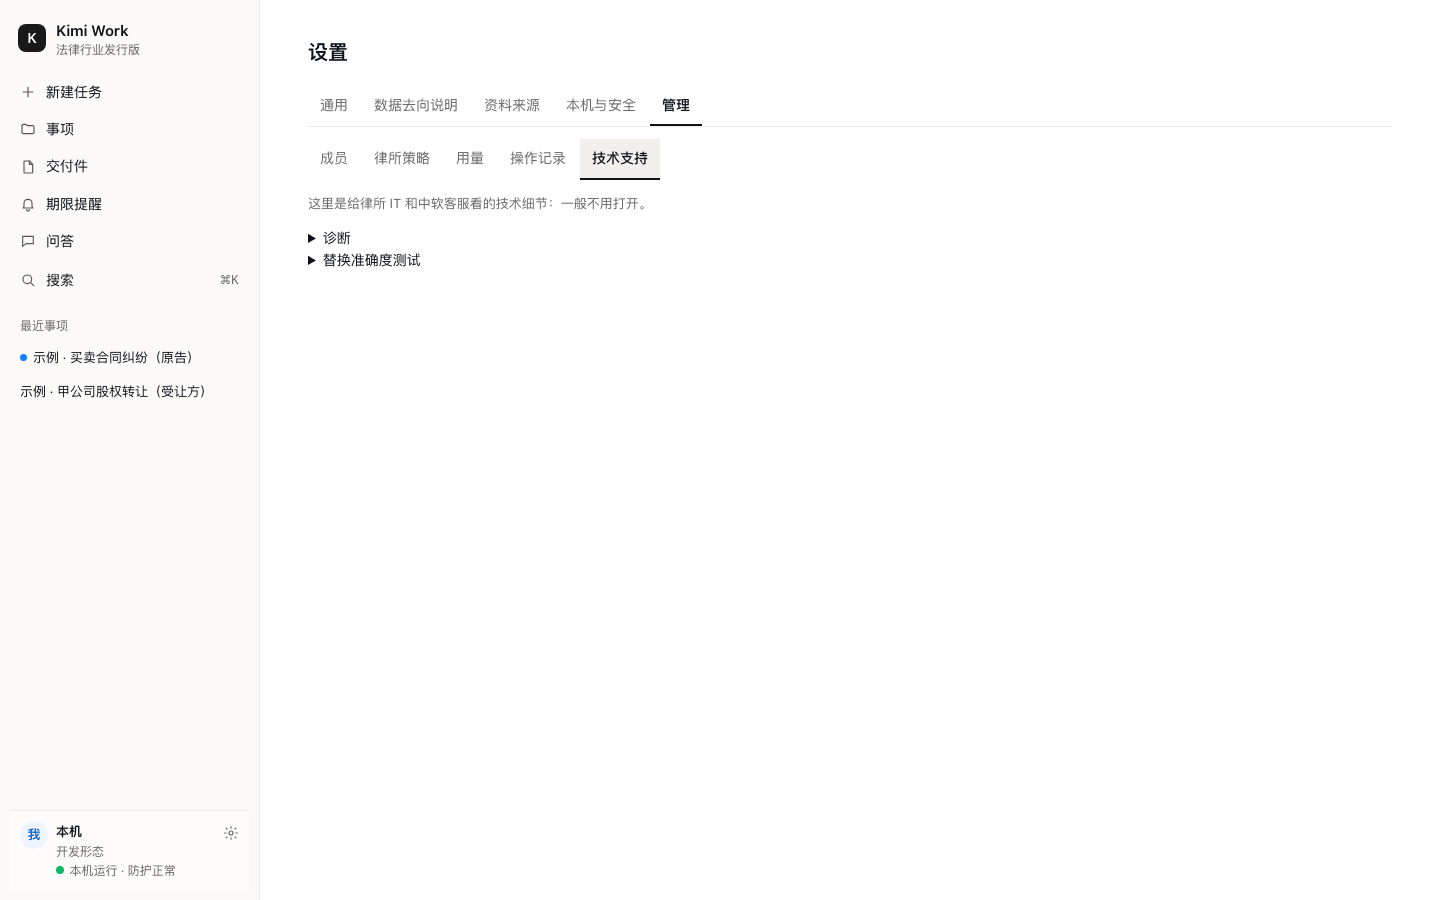 K
Kimi Work
法律行业发行版
新建任务
事项
交付件
期限提醒
问答
搜索 ⌘K
最近事项
示例 · 买卖合同纠纷（原告）
示例 · 甲公司股权转让（受让方）
我
本机
开发形态
本机运行 · 防护正常
设置
通用 数据去向说明 资料来源 本机与安全 管理
成员 律所策略 用量 操作记录 技术支持
这里是给律所 IT 和中软客服看的技术细节：一般不用打开。
诊断
替换准确度测试